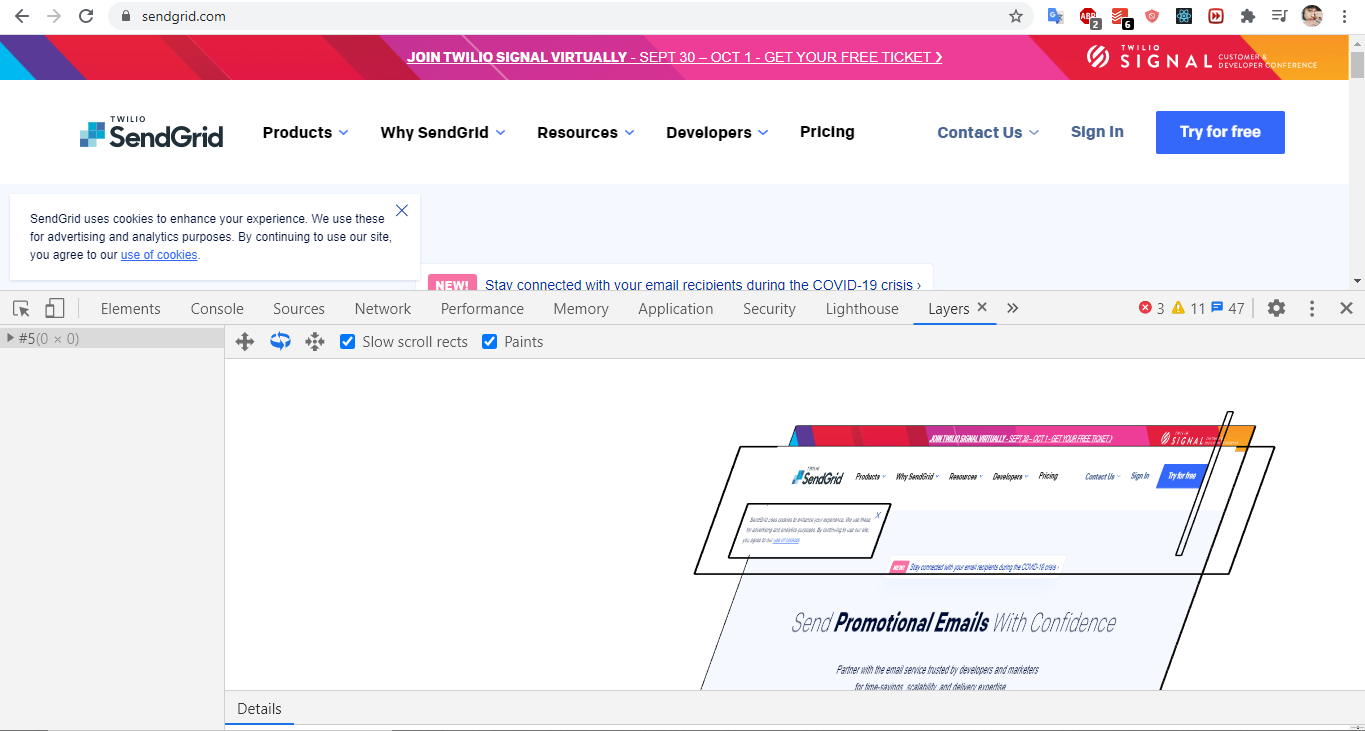 sendgrid.com
ABP
2
6
JOIN TWILIO SIGNAL VIRTUALLY - SEPT 30 – OCT 1 - GET YOUR FREE TICKET ❯
TWILIO
SIGNAL CUSTOMER &
DEVELOPER CONFERENCE
TWILIO
SendGrid
Products Why SendGrid Resources Developers Pricing Contact Us Sign In Try for free
SendGrid uses cookies to enhance your experience. We use these
for advertising and analytics purposes. By continuing to use our site,
you agree to our use of cookies.
NEW! Stay connected with your email recipients during the COVID-19 crisis ›
Elements Console Sources Network Performance Memory Application Security Lighthouse Layers × » 3 11 47
#5(0 × 0)
Slow scroll rects Paints
JOIN TWILIO SIGNAL VIRTUALLY - SEPT 30 – OCT 1 - GET YOUR FREE TICKET ❯
SIGNAL
SendGrid Products Why SendGrid Resources Developers Pricing Contact Us Sign In Try for free
SendGrid uses cookies to enhance your experience. We use these
for advertising and analytics purposes. By continuing to use our site,
you agree to our use of cookies.
NEW! Stay connected with your email recipients during the COVID-19 crisis ›
Send Promotional Emails With Confidence
Partner with the email service trusted by developers and marketers
for time-savings, scalability, and delivery expertise.
Details